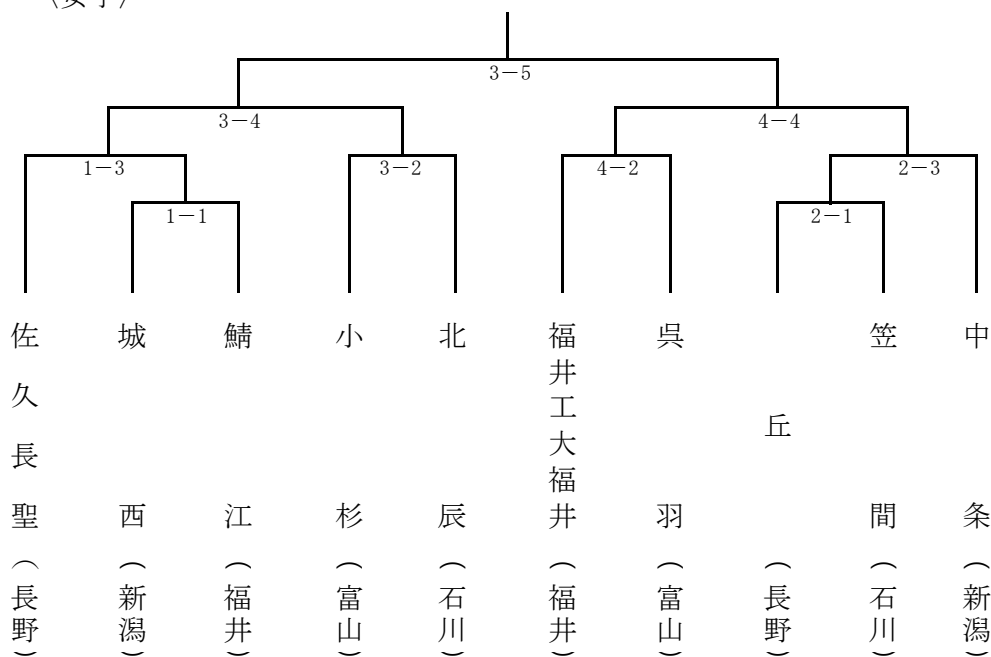 3－5
3－4
4－4
1－3
3－2
4－2
2－3
1－1
2－1
佐久長聖（長野）
城西（新潟）
鯖江（福井）
小杉（富山）
北辰（石川）
福井工大福井（福井）
呉羽（富山）
丘（長野）
笠間（石川）
中条（新潟）